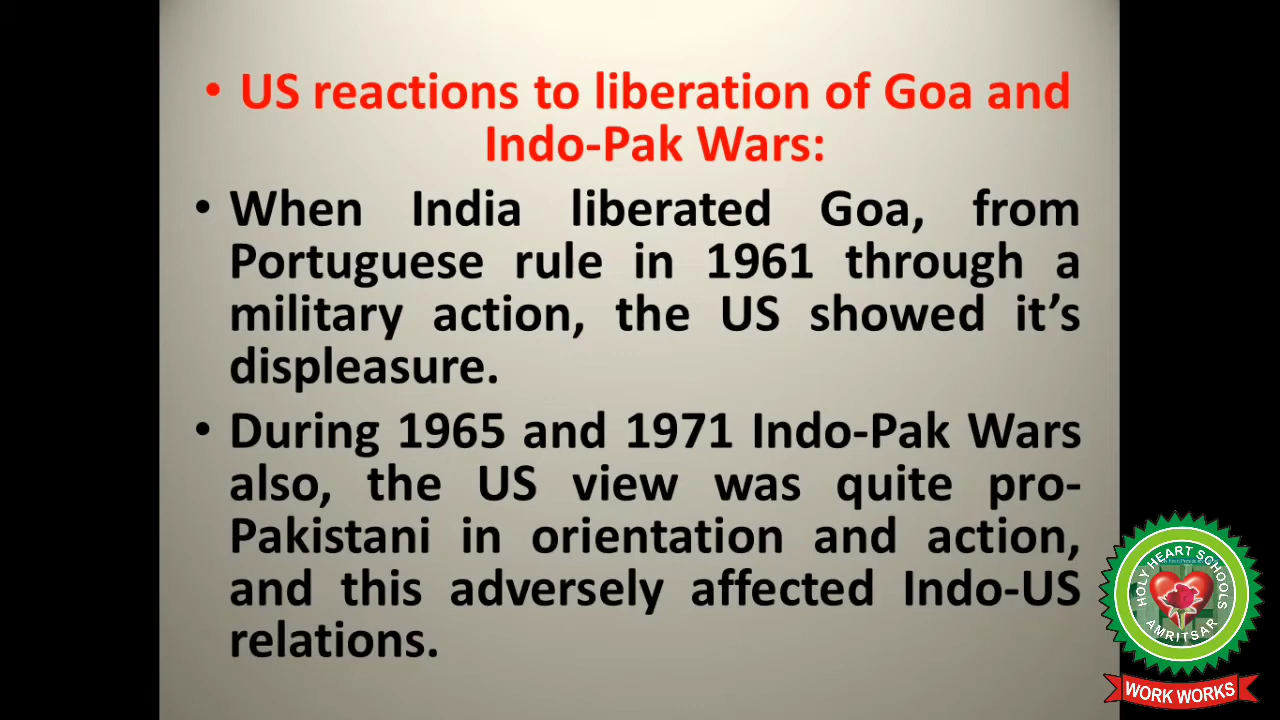 • US reactions to liberation of Goa and
Indo-Pak Wars:
• When India liberated Goa, from
Portuguese rule in 1961 through a
military action, the US showed it’s
displeasure.
• During 1965 and 1971 Indo-Pak Wars
also, the US view was quite pro-
Pakistani in orientation and action,
and this adversely affected Indo-US
relations.
HOLY HEART SCHOOLS
AMRITSAR
WORK WORKS